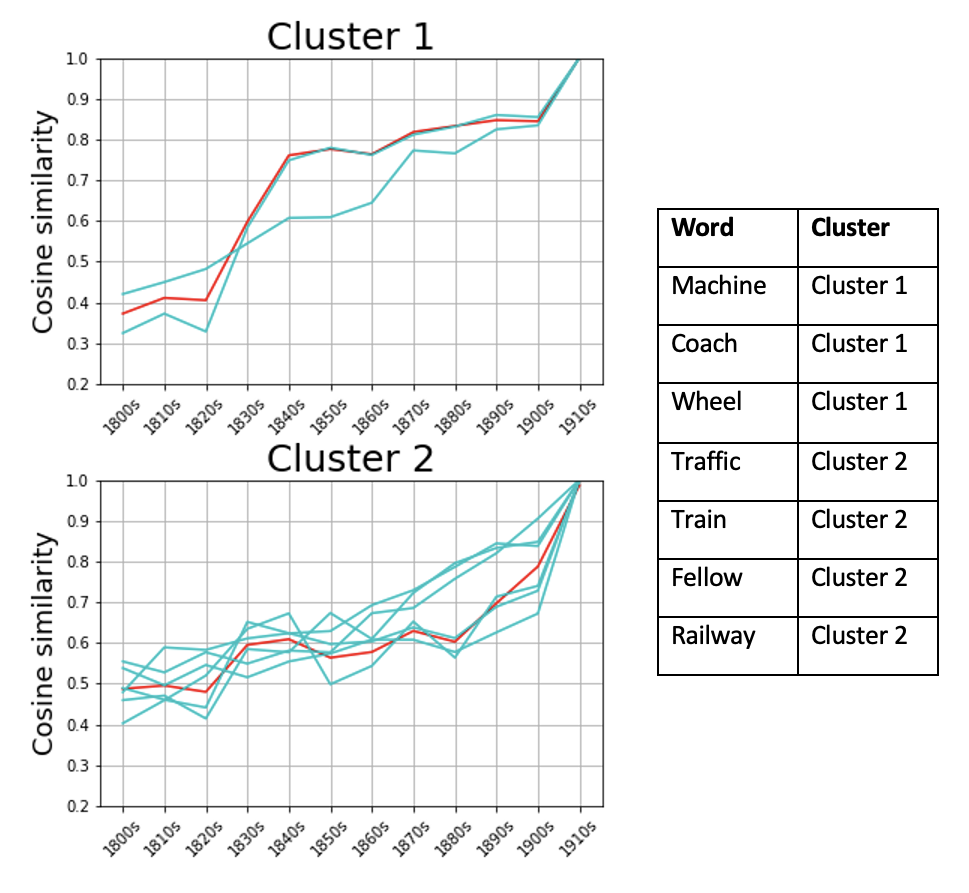 Cluster 1
Cosine similarity
1.0
0.9
0.8
0.7
0.6
0.5
0.4
0.3
0.2
1800s 1810s 1820s 1830s 1840s 1850s 1860s 1870s 1880s 1890s 1900s 1910s
Cluster 2
Cosine similarity
1.0
0.9
0.8
0.7
0.6
0.5
0.4
0.3
0.2
1800s 1810s 1820s 1830s 1840s 1850s 1860s 1870s 1880s 1890s 1900s 1910s
Word Cluster
Machine Cluster 1
Coach Cluster 1
Wheel Cluster 1
Traffic Cluster 2
Train Cluster 2
Fellow Cluster 2
Railway Cluster 2